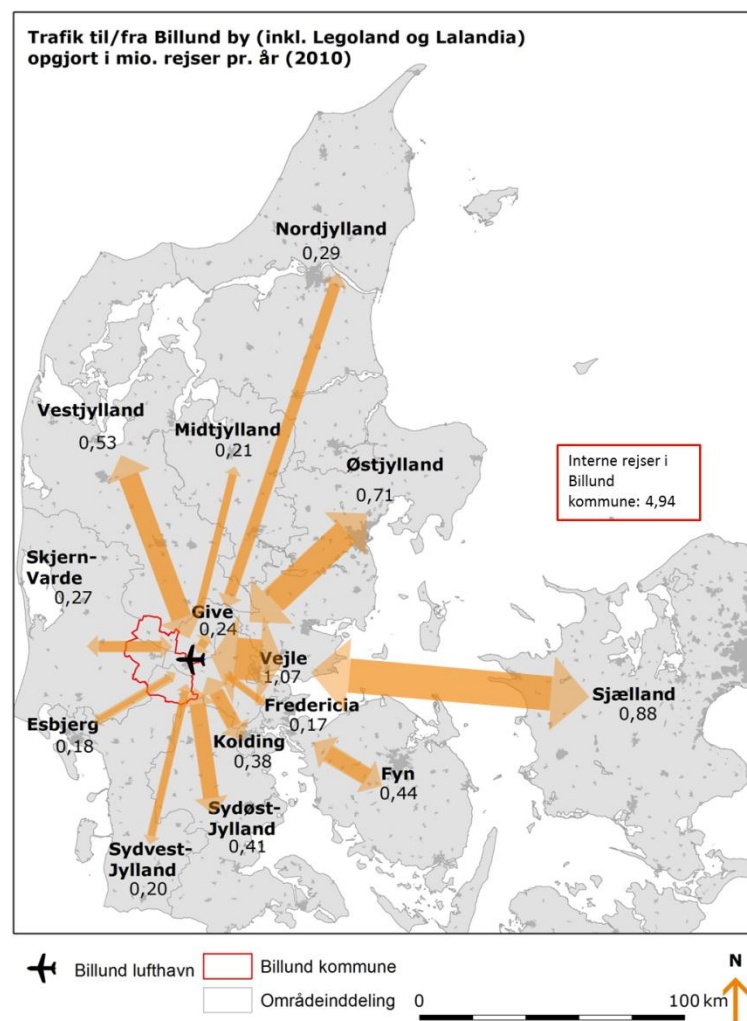 Trafik til/fra Billund by (inkl. Legoland og Lalandia)
opgjort i mio. rejser pr. år (2010)
Nordjylland
0,29
Vestjylland
0,53
Midtjylland
0,21
Østjylland
0,71
Interne rejser i
Billund
kommune: 4,94
Skjern-
Varde
0,27
Give
0,24
Vejle
1,07
Sjælland
0,88
Fredericia
0,17
Esbjerg
0,18
Kolding
0,38
Fyn
0,44
Sydøst-
Jylland
0,41
Sydvest-
Jylland
0,20
Billund lufthavn
Billund kommune
Områdeinddeling
0
100 km
N